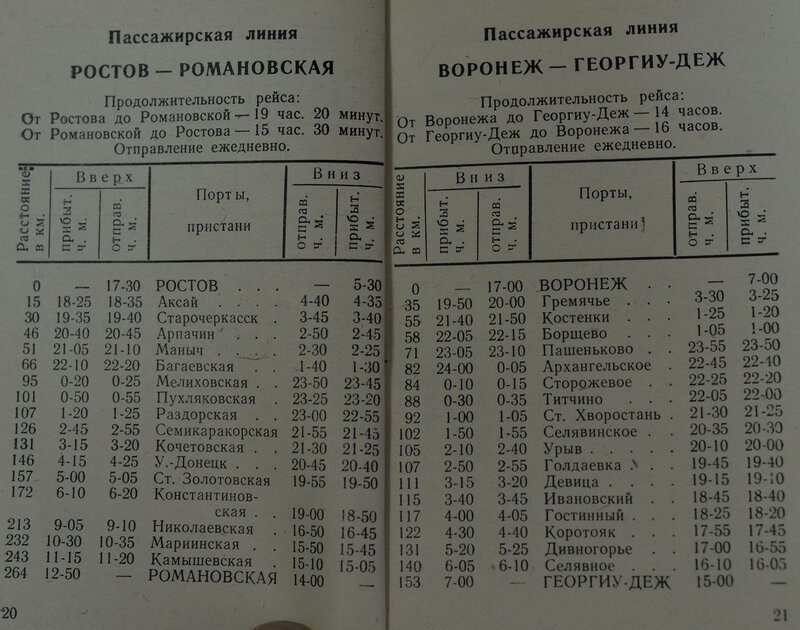 Пассажирская линия
РОСТОВ — РОМАНОВСКАЯ
Продолжительность рейса:
От Ростова до Романовской — 19 час. 20 минут.
От Романовской до Ростова — 15 час. 30 минут.
Отправление ежедневно.
Расстояние в км. Вверх Порты, пристани Вниз
прибыт. ч. м. отправ. ч. м. отправ. ч. м. прибыт. ч. м.
0 — 17-30 РОСТОВ . . . — 5-30
15 18-25 18-35 Аксай . . . . 4-40 4-35
30 19-35 19-40 Старочеркасск . 3-45 3-40
46 20-40 20-45 Арпачин . . 2-50 2-45
51 21-05 21-10 Маныч . . . . 2-30 2-25
66 22-10 22-20 Багаевская . . 1-40 1-30
95 0-20 0-25 Мелиховская . . 23-50 23-45
101 0-50 0-55 Пухляковская . 23-25 23-20
107 1-20 1-25 Раздорская . . 23-00 22-55
126 2-45 2-55 Семикаракорская 21-55 21-45
131 3-15 3-20 Кочетовская . . 21-30 21-25
146 4-15 4-25 У.-Донецк . . . 20-45 20-40
157 5-00 5-05 Ст. Золотовская 19-55 19-50
172 6-10 6-20 Константинов-
ская . . 19-00 18-50
213 9-05 9-10 Николаевская . 16-50 16-45
232 10-30 10-35 Мариинская . . 15-50 15-45
243 11-15 11-20 Камышевская . 15-10 15-05
264 12-50 — РОМАНОВСКАЯ 14-00 —
20
Пассажирская линия
ВОРОНЕЖ — ГЕОРГИУ-ДЕЖ
Продолжительность рейса:
От Воронежа до Георгиу-Деж — 14 часов.
От Георгиу-Деж до Воронежа — 16 часов.
Отправление ежедневно.
Расстояние в км. Вниз Порты, пристани Вверх
прибыт. ч. м. отправ. ч. м. отправ. ч. м. прибыт. ч. м.
0 — 17-00 ВОРОНЕЖ . . — 7-00
35 19-50 20-00 Гремячье . . . 3-30 3-25
55 21-40 21-50 Костенки . . . 1-25 1-20
58 22-05 22-15 Борщево . . . 1-05 1-00
71 23-05 23-10 Пашеньково . . 23-55 23-50
82 24-00 0-05 Архангельское . 22-45 22-40
84 0-10 0-15 Сторожевое . . 22-25 22-20
88 0-30 0-35 Титчино . . . 22-05 22-00
92 1-00 1-05 Ст. Хворостань . 21-30 21-25
102 1-50 1-55 Селявинское . . 20-35 20-30
105 2-10 2-40 Урыв . . . . . 20-10 20-00
107 2-50 2-55 Голдаевка . . . 19-45 19-40
111 3-15 3-20 Девица . . . . 19-15 19-10
115 3-40 3-45 Ивановский . . 18-45 18-40
117 4-00 4-05 Гостинный . . . 18-25 18-20
122 4-30 4-40 Коротояк . . . 17-55 17-45
131 5-20 5-25 Дивногорье . . 17-00 16-55
140 6-05 6-10 Селявное . . . 16-10 16-05
153 7-00 — ГЕОРГИУ-ДЕЖ 15-00 —
21